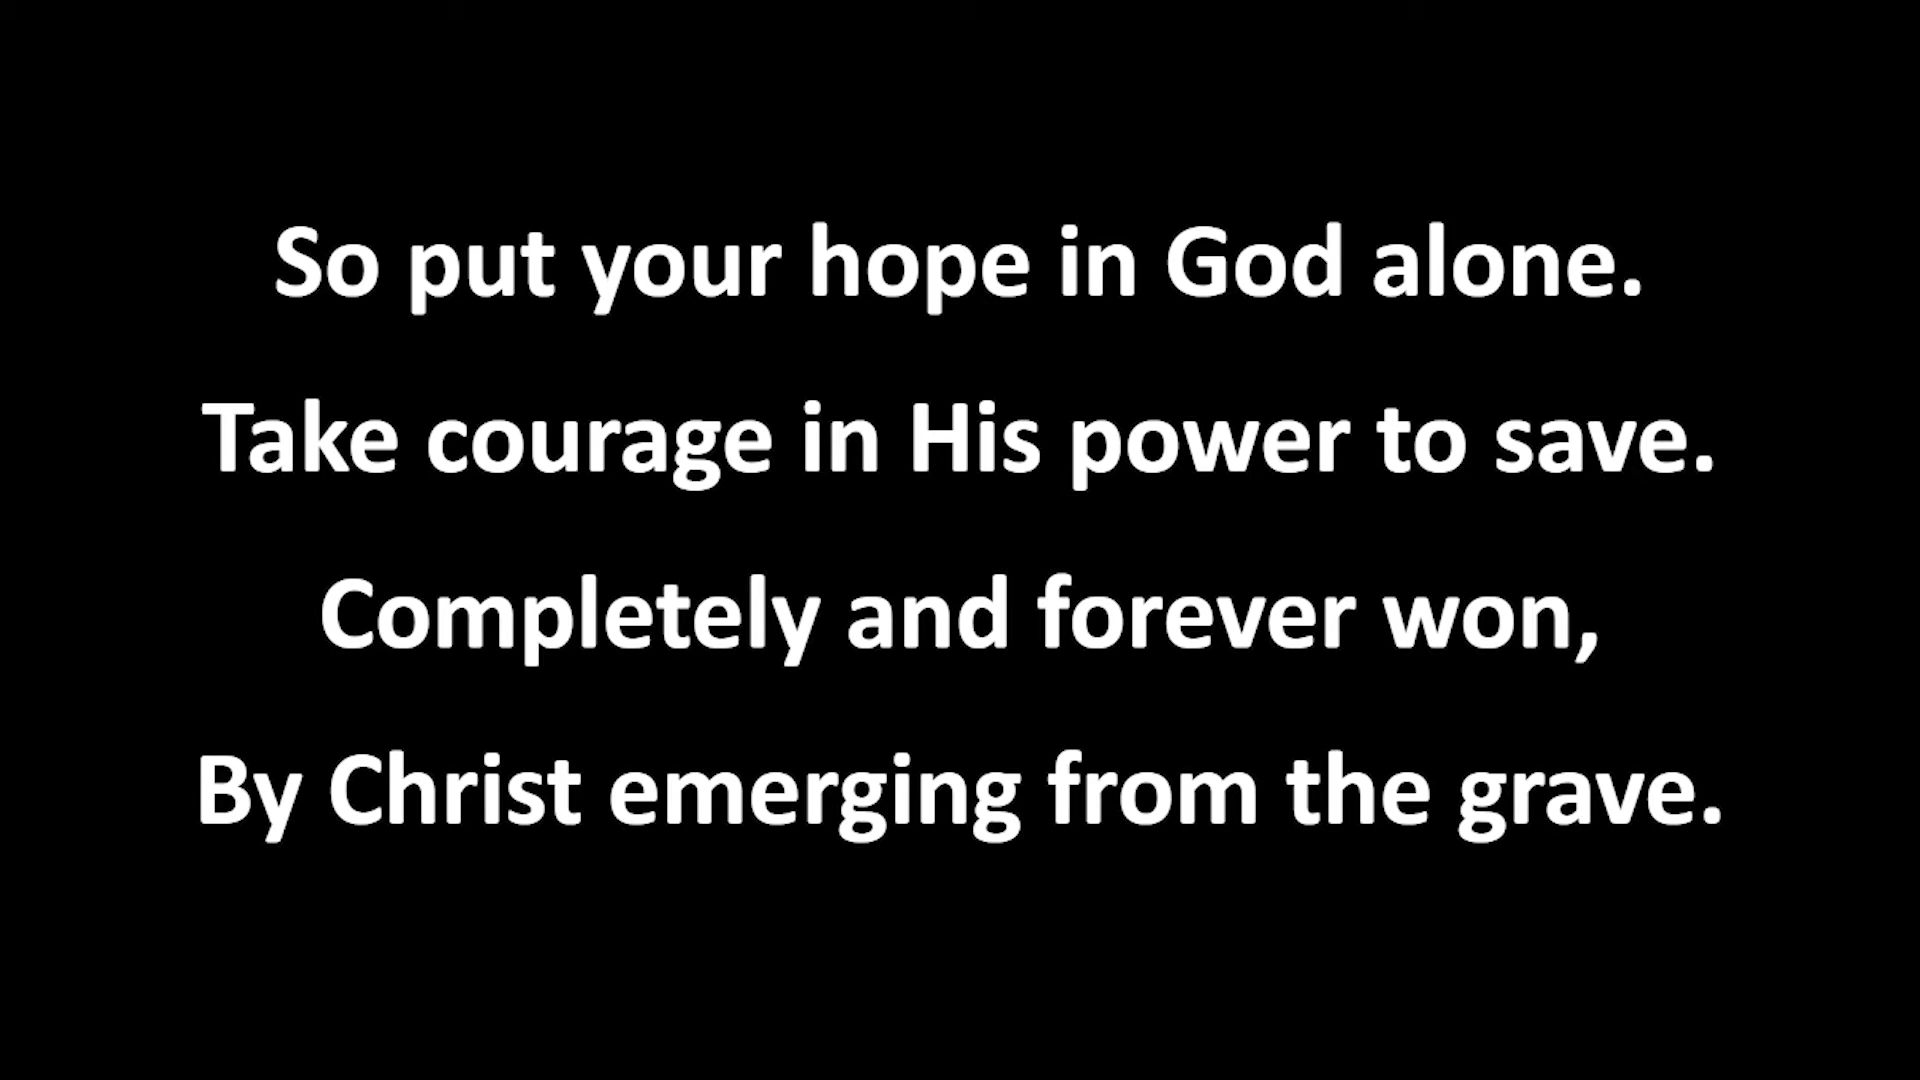 So put your hope in God alone.
Take courage in His power to save.
Completely and forever won,
By Christ emerging from the grave.